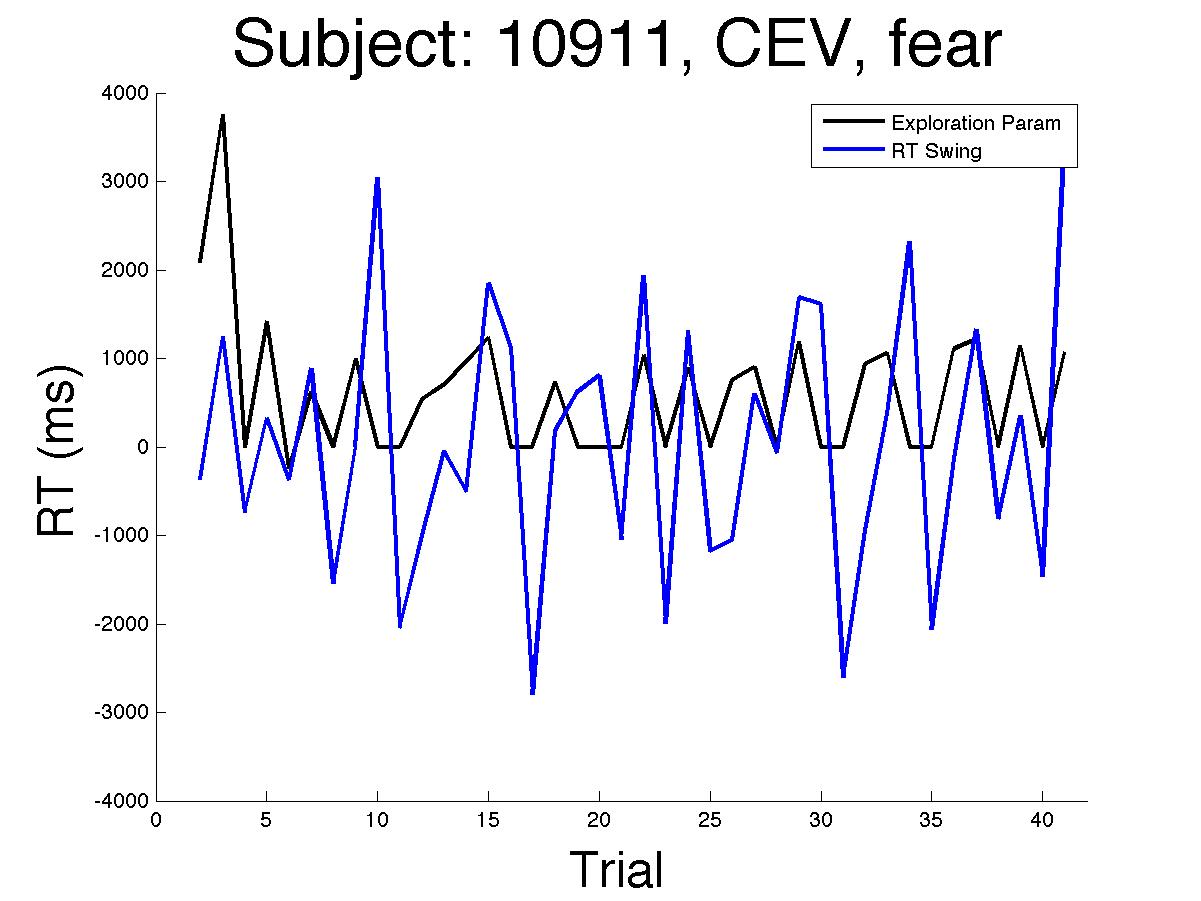 Subject: 10911, CEV, fear
4000
3000
2000
1000
0
-1000
-2000
-3000
-4000
RT (ms)
Exploration Param
RT Swing
0 5 10 15 20 25 30 35 40
Trial